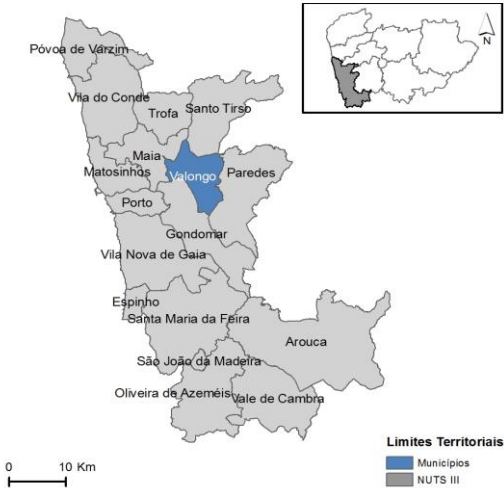 N
Póvoa de Varzim
Vila do Conde
Trofa
Santo Tirso
Maia
Matosinhos
Valongo
Paredes
Porto
Gondomar
Vila Nova de Gaia
Espinho
Santa Maria da Feira
Arouca
São João da Madeira
Oliveira de Azeméis
Vale de Cambra
Limites Territoriais
Municípios
NUTS III
0 10 Km